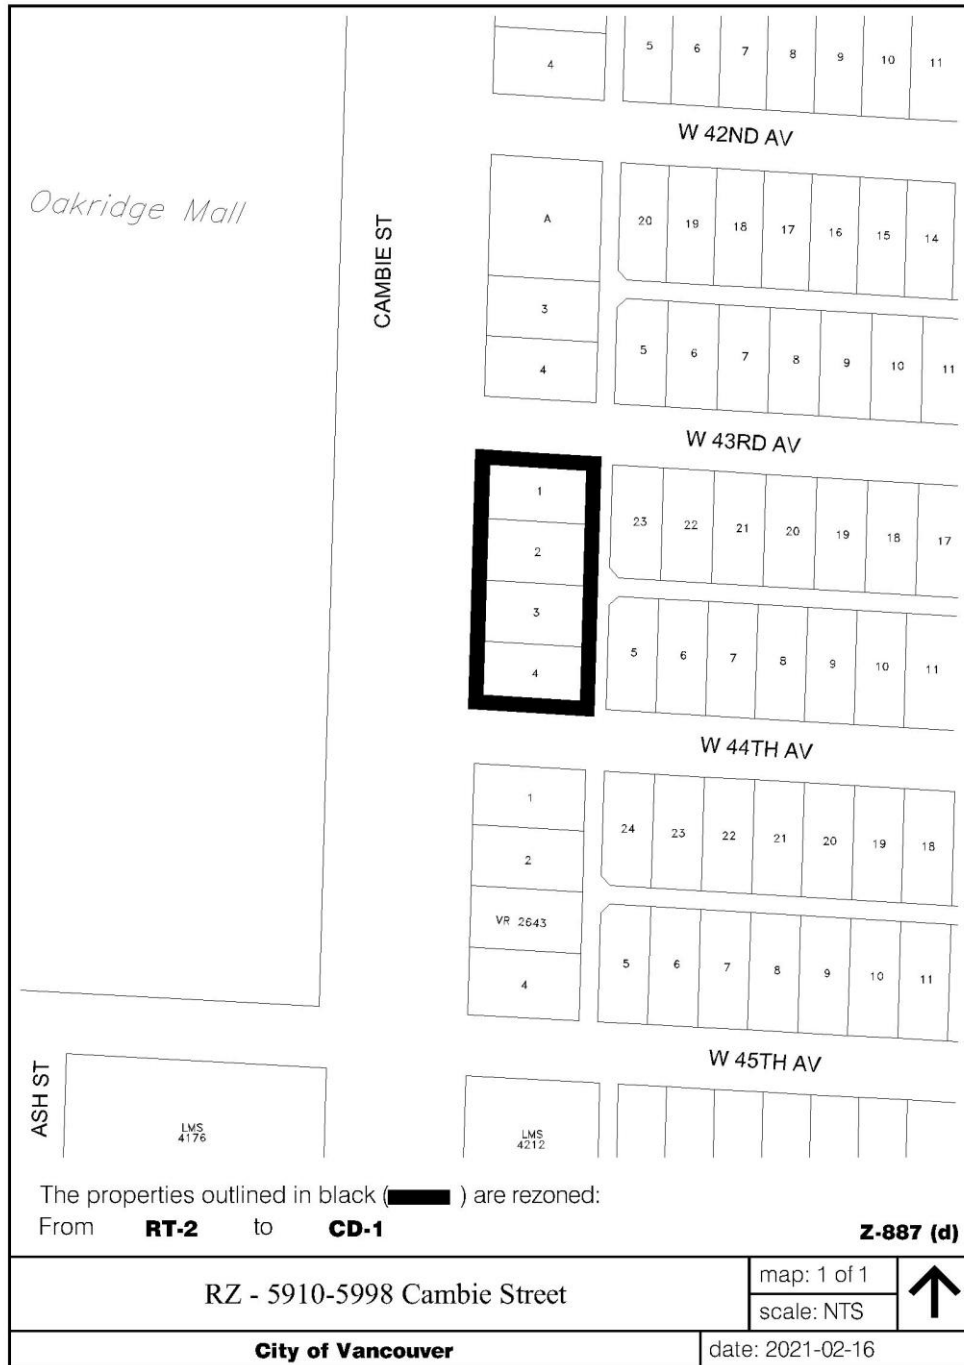 4
5 6 7 8 9 10 11
W 42ND AV
Oakridge Mall
CAMBIE ST
A
20 19 18 17 16 15 14
3
4
5 6 7 8 9 10 11
W 43RD AV
1
2
3
4
23 22 21 20 19 18 17
5 6 7 8 9 10 11
W 44TH AV
1
2
VR 2643
4
24 23 22 21 20 19 18
5 6 7 8 9 10 11
W 45TH AV
ASH ST
LMS
4176
LMS
4212
The properties outlined in black ( ) are rezoned:
From RT-2 to CD-1
Z-887 (d)
RZ - 5910-5998 Cambie Street
map: 1 of 1
scale: NTS
City of Vancouver
date: 2021-02-16